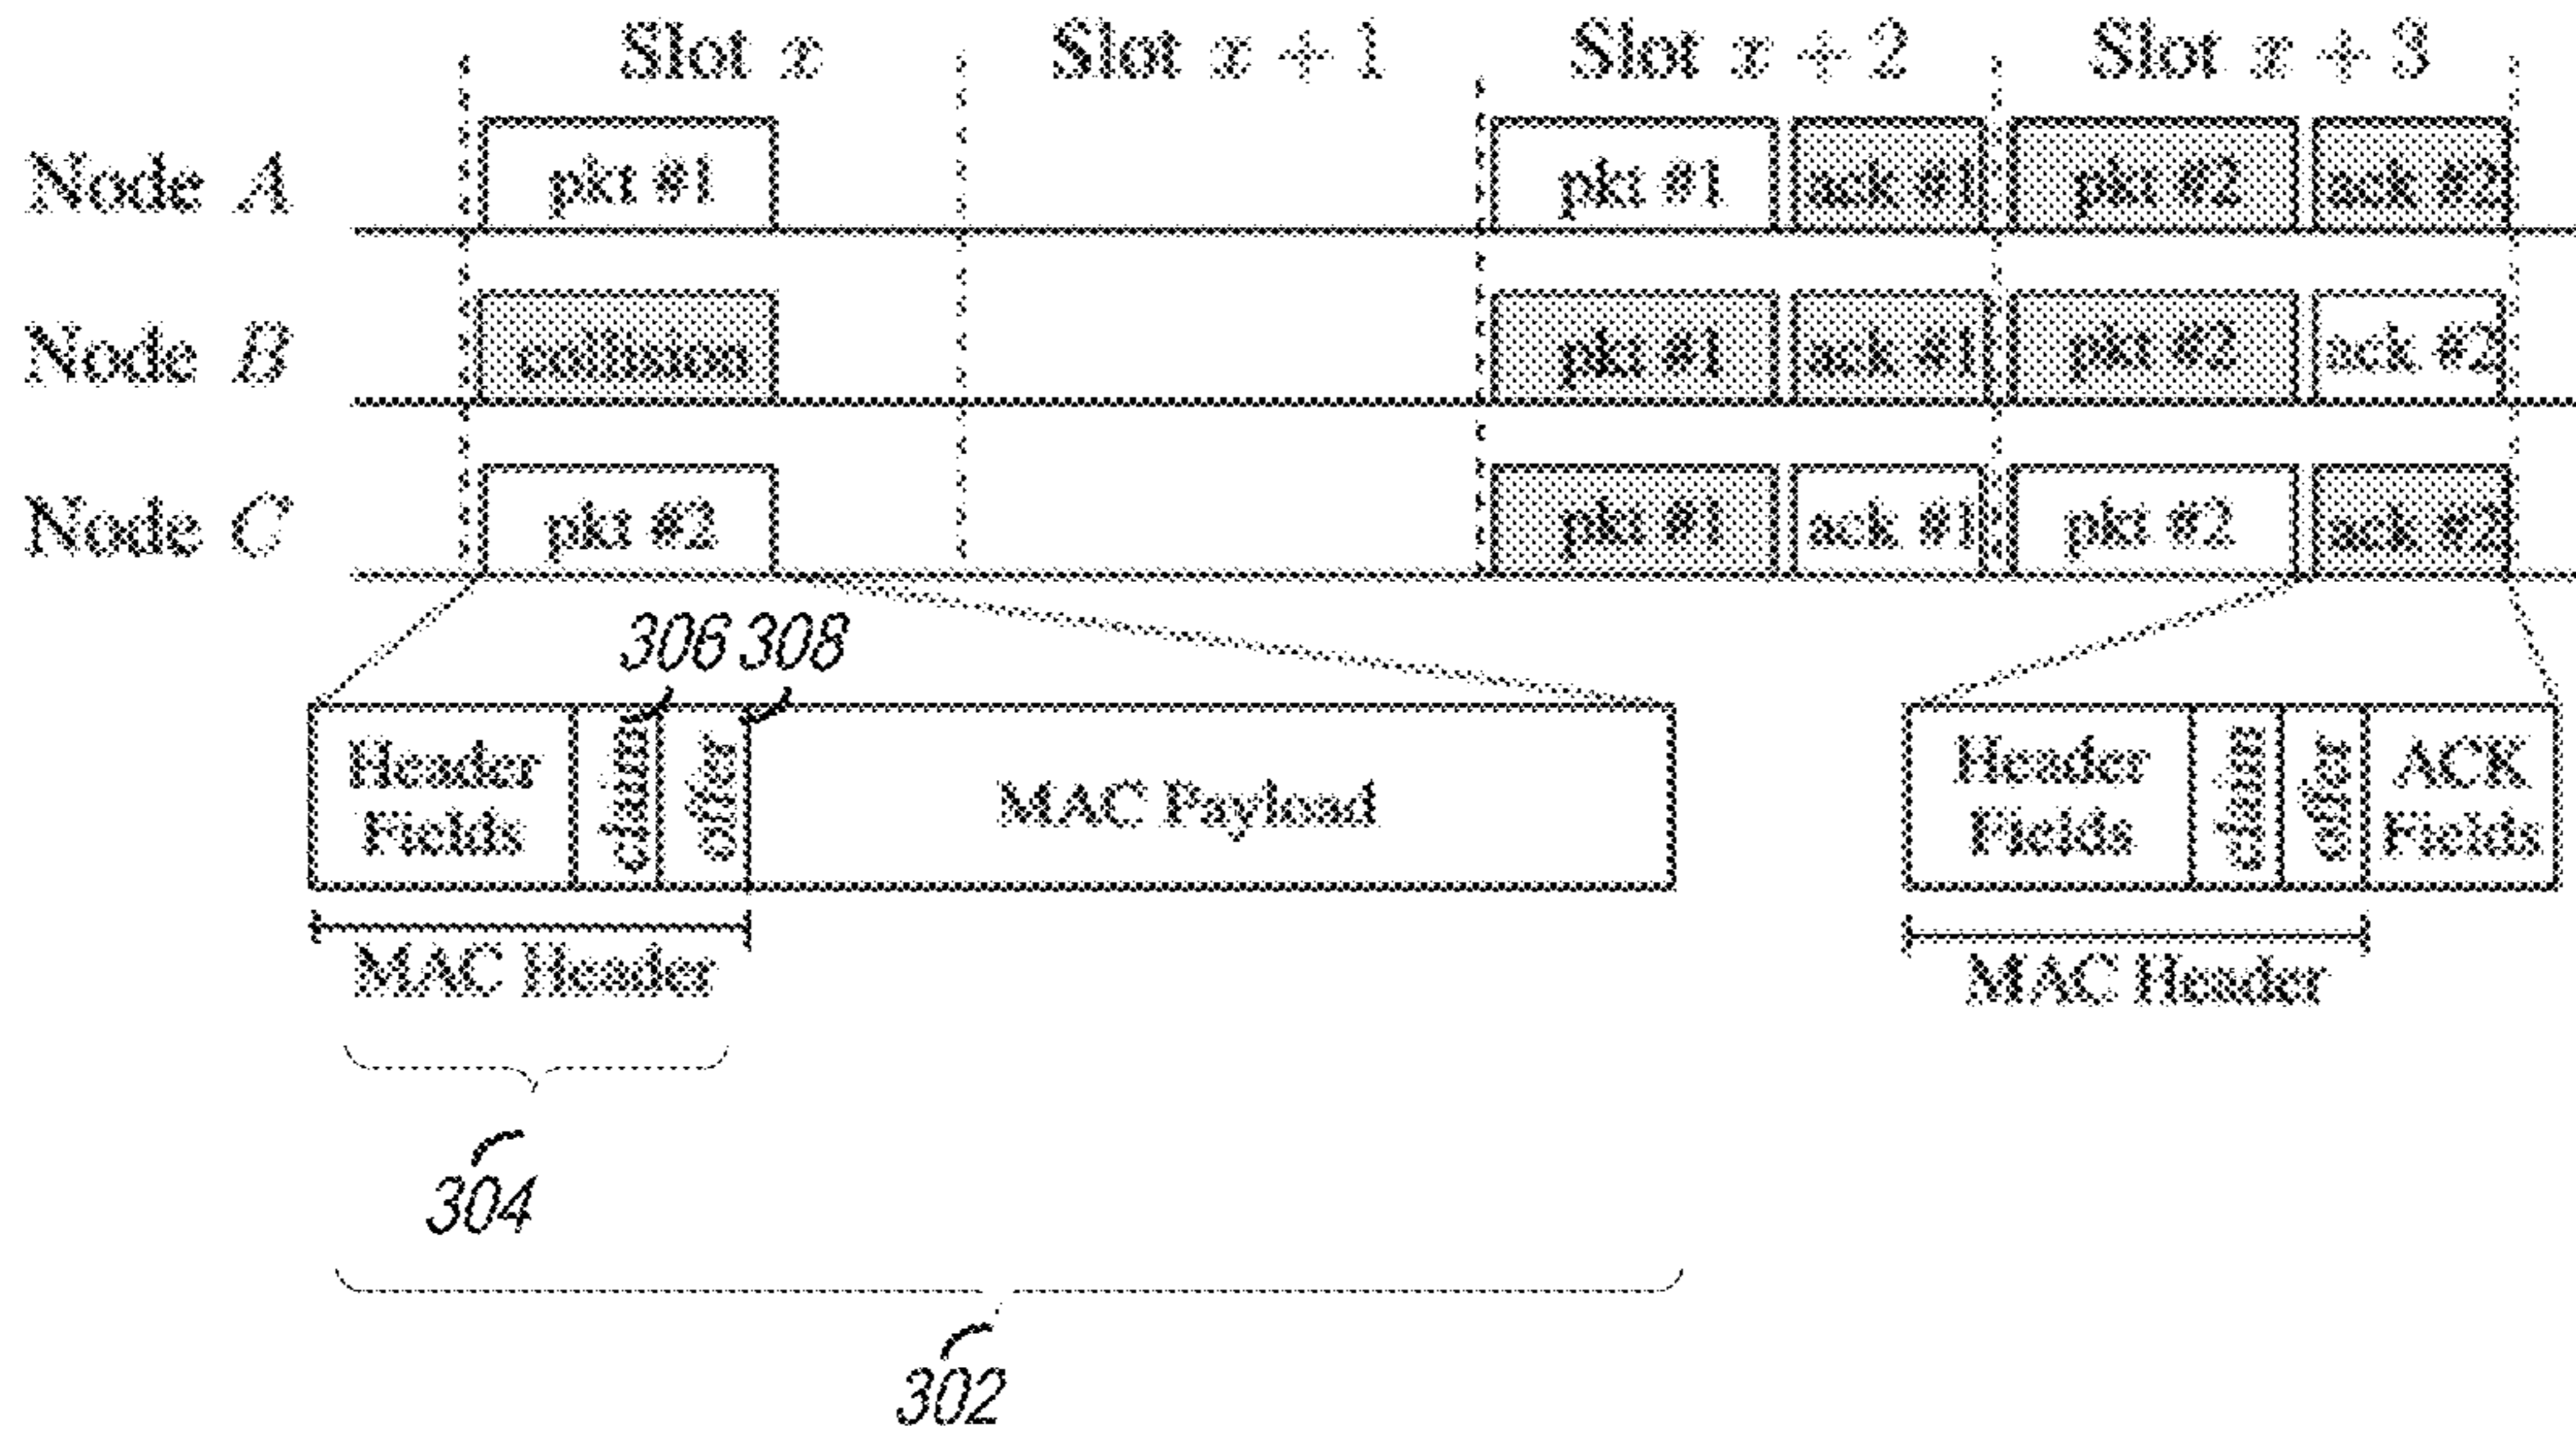 Slot x Slot x + 1 Slot x + 2 Slot x + 3
Node A pkt #1 pkt #1 ack #1 pkt #2 ack #2
Node B collision pkt #1 ack #1 pkt #2 ack #2
Node C pkt #2 pkt #1 ack #1 pkt #2 ack #2
306 308
Header Fields claim offer MAC Payload Header Fields claim offer ACK Fields
MAC Header MAC Header
304
302